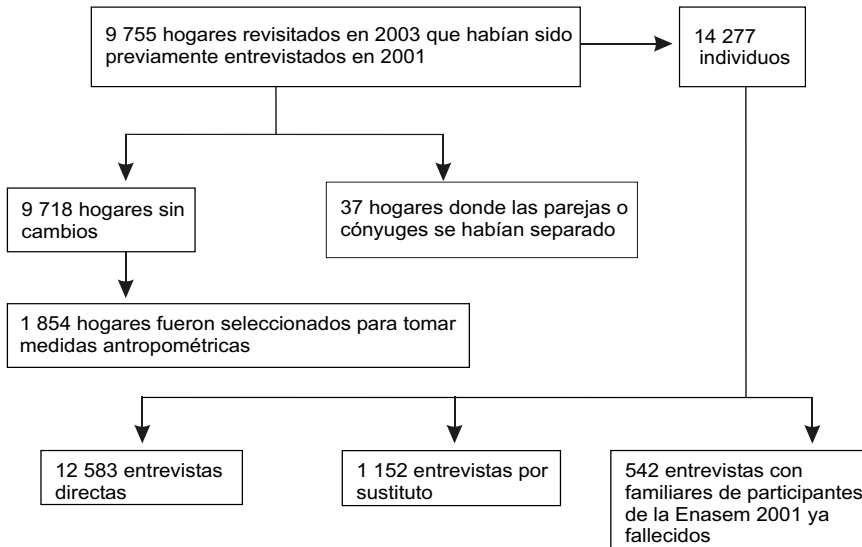 9 755 hogares revisitados en 2003 que habían sido
previamente entrevistados en 2001
14 277
individuos
9 718 hogares sin
cambios
37 hogares donde las parejas o
cónyuges se habían separado
1 854 hogares fueron seleccionados para tomar
medidas antropométricas
12 583 entrevistas
directas
1 152 entrevistas por
sustituto
542 entrevistas con
familiares de participantes
de la Enasem 2001 ya
fallecidos